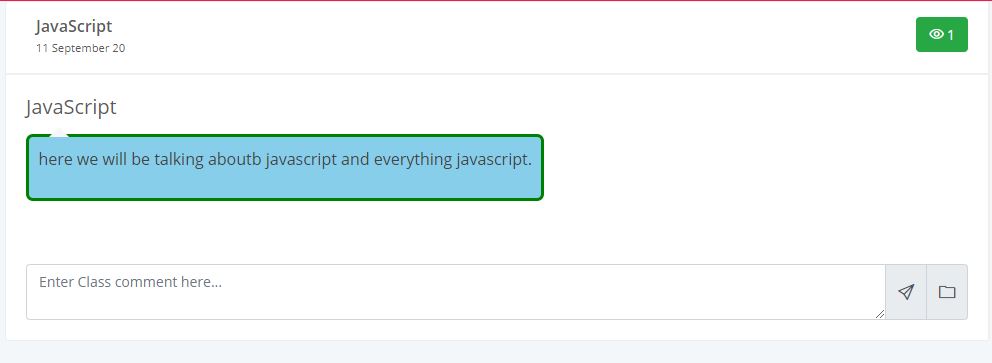 JavaScript
11 September 20
1
JavaScript
here we will be talking aboutb javascript and everything javascript.
Enter Class comment here...